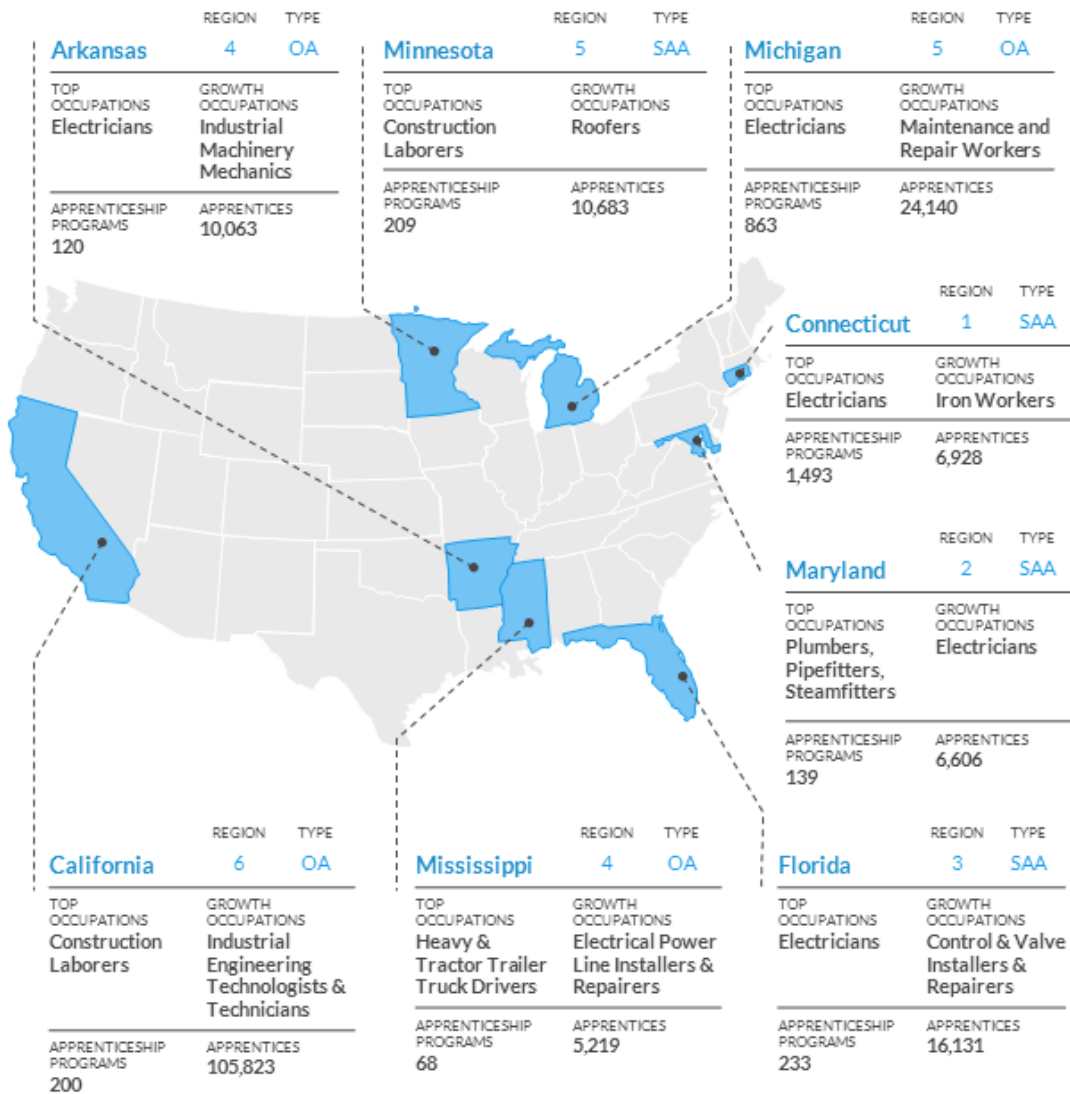 REGION TYPE
Arkansas 4 OA
TOP
OCCUPATIONS
Electricians
GROWTH
OCCUPATIONS
Industrial
Machinery
Mechanics
APPRENTICESHIP
PROGRAMS
120
APPRENTICES
10,063
REGION TYPE
Minnesota 5 SAA
TOP
OCCUPATIONS
Construction
Laborers
GROWTH
OCCUPATIONS
Roofers
APPRENTICESHIP
PROGRAMS
209
APPRENTICES
10,683
REGION TYPE
Michigan 5 OA
TOP
OCCUPATIONS
Electricians
GROWTH
OCCUPATIONS
Maintenance and
Repair Workers
APPRENTICESHIP
PROGRAMS
863
APPRENTICES
24,140
REGION TYPE
Connecticut 1 SAA
TOP
OCCUPATIONS
Electricians
GROWTH
OCCUPATIONS
Iron Workers
APPRENTICESHIP
PROGRAMS
1,493
APPRENTICES
6,928
REGION TYPE
Maryland 2 SAA
TOP
OCCUPATIONS
Plumbers,
Pipefitters,
Steamfitters
GROWTH
OCCUPATIONS
Electricians
APPRENTICESHIP
PROGRAMS
139
APPRENTICES
6,606
REGION TYPE
California 6 OA
TOP
OCCUPATIONS
Construction
Laborers
GROWTH
OCCUPATIONS
Industrial
Engineering
Technologists &
Technicians
APPRENTICESHIP
PROGRAMS
200
APPRENTICES
105,823
REGION TYPE
Mississippi 4 OA
TOP
OCCUPATIONS
Heavy &
Tractor Trailer
Truck Drivers
GROWTH
OCCUPATIONS
Electrical Power
Line Installers &
Repairers
APPRENTICESHIP
PROGRAMS
68
APPRENTICES
5,219
REGION TYPE
Florida 3 SAA
TOP
OCCUPATIONS
Electricians
GROWTH
OCCUPATIONS
Control & Valve
Installers &
Repairers
APPRENTICESHIP
PROGRAMS
233
APPRENTICES
16,131